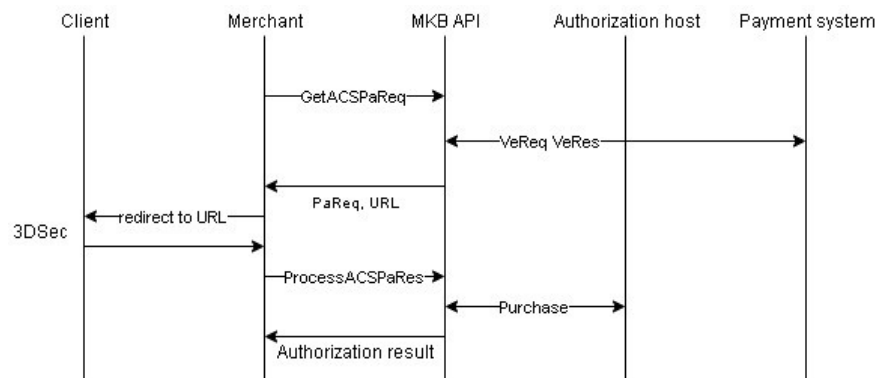 Client Merchant MKB API Authorization host Payment system
GetACSPaReq
VeReq VeRes
PaReq, URL
redirect to URL
3DSec
ProcessACSPaRes
Purchase
Authorization result